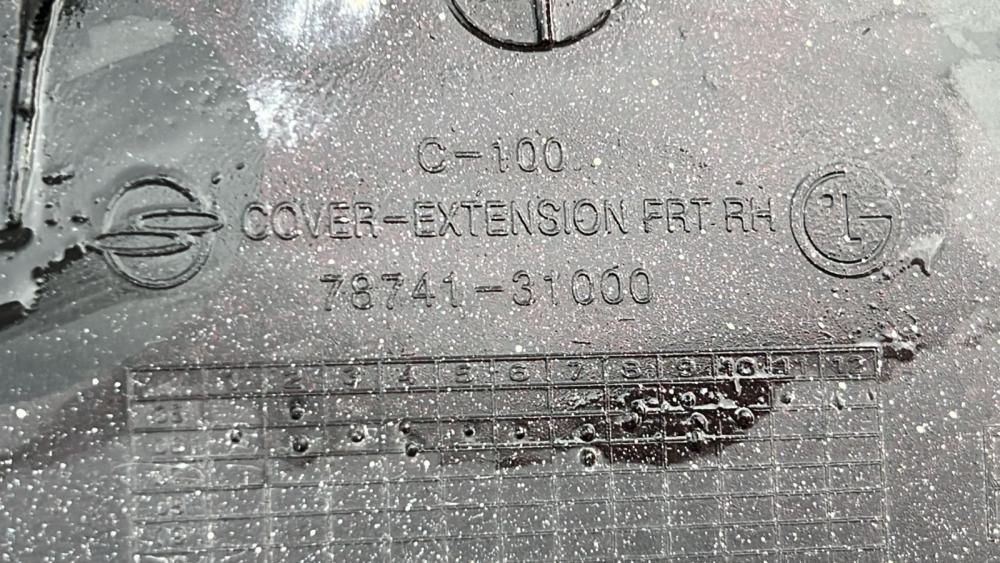 C-100
COVER-EXTENSION FRT RH
78741-31000
1 2 3 4 5 6 7 8 9 10 11 12